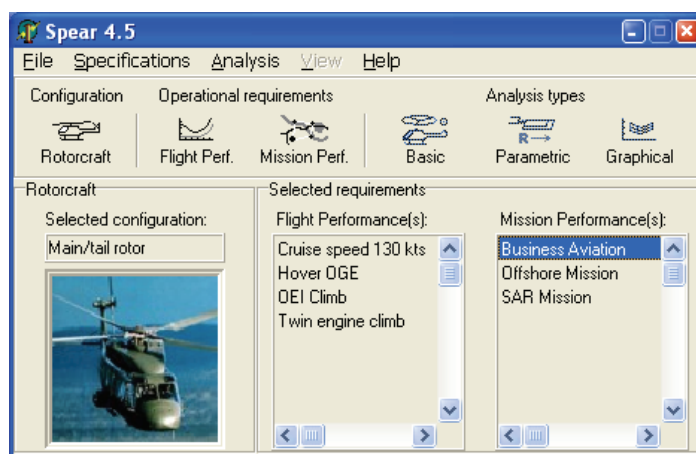 Spear 4.5
File Specifications Analysis View Help
Configuration Operational requirements Analysis types
Rotorcraft Flight Perf. Mission Perf. Basic Parametric Graphical
R
Rotorcraft
Selected configuration:
Main/tail rotor
Selected requirements
Flight Performance(s):
Cruise speed 130 kts
Hover OGE
OEI Climb
Twin engine climb
Mission Performance(s):
Business Aviation
Offshore Mission
SAR Mission